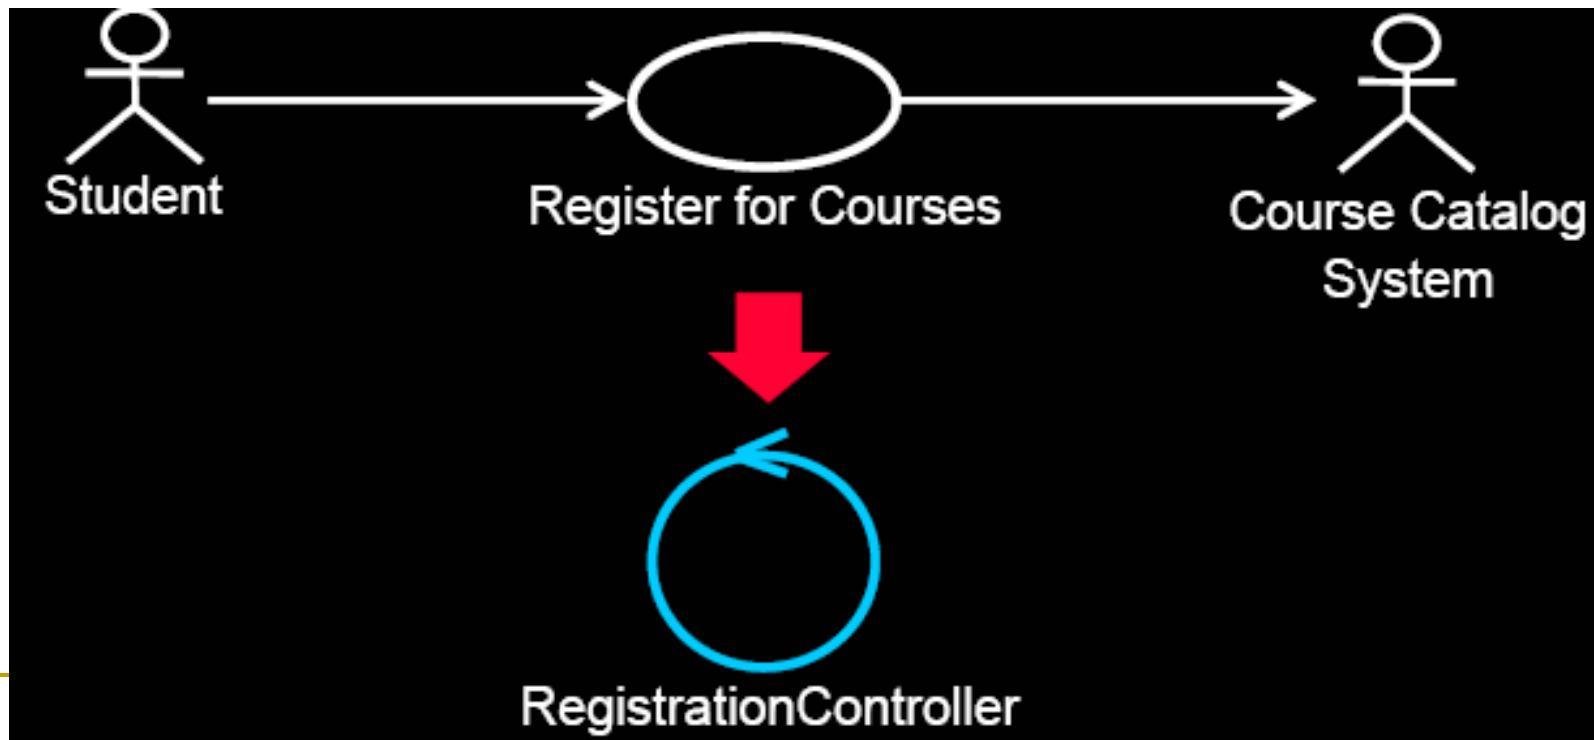 Student
Register for Courses
Course Catalog
System
RegistrationController